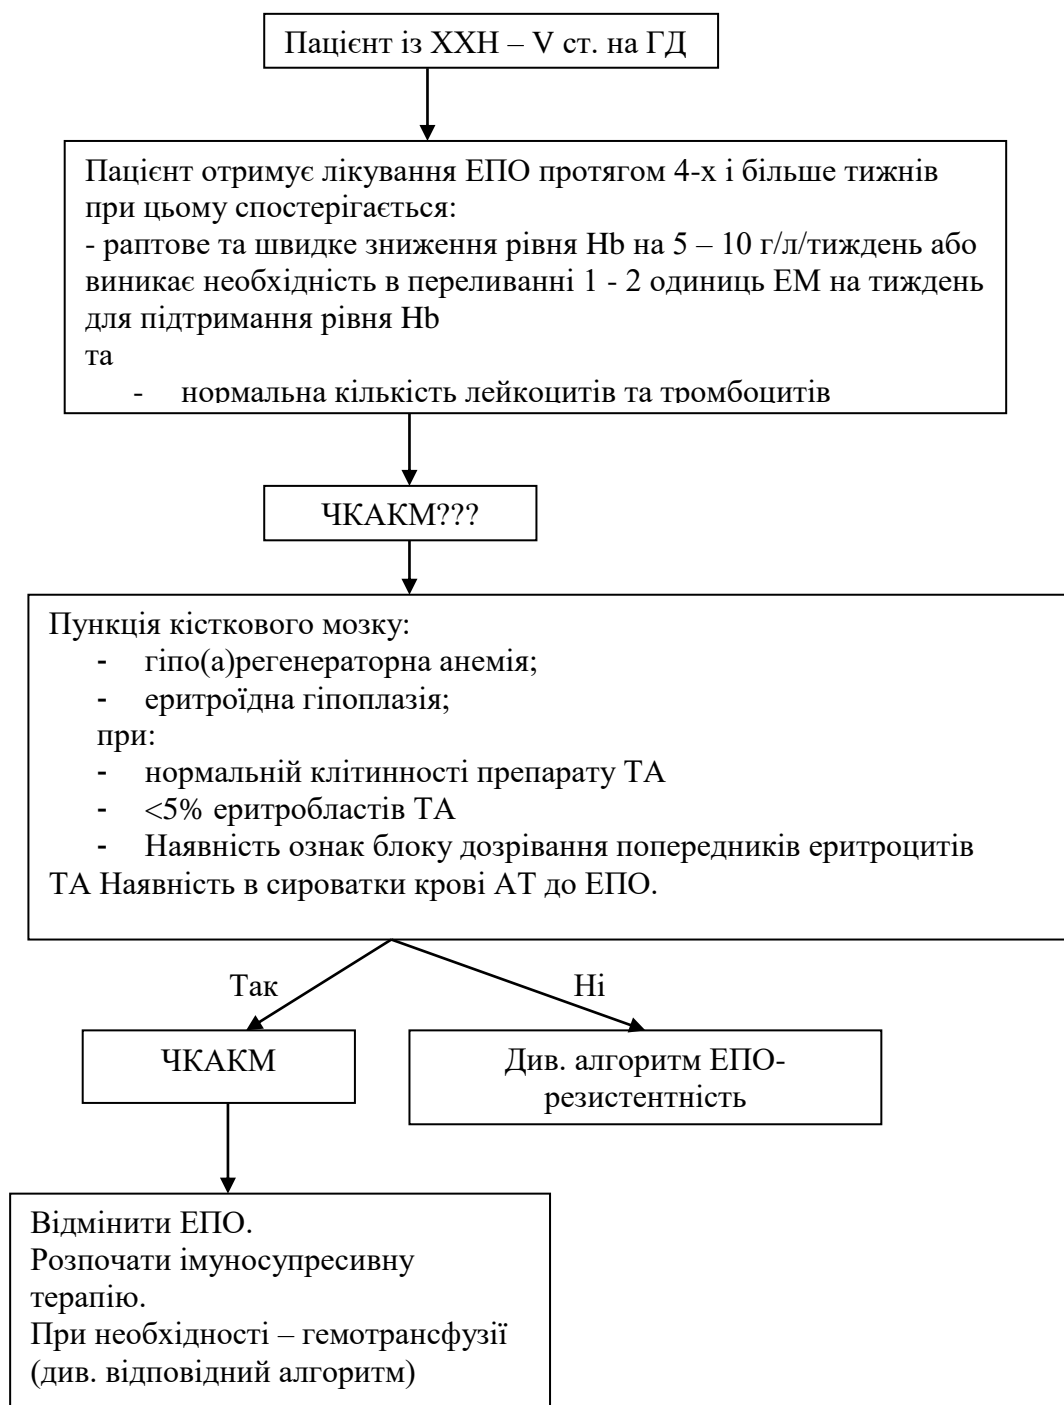 Пацієнт із ХХН – V ст. на ГД
Пацієнт отримує лікування ЕПО протягом 4-х і більше тижнів
при цьому спостерігається:
- раптове та швидке зниження рівня Hb на 5 – 10 г/л/тиждень або
виникає необхідність в переливанні 1 - 2 одиниць ЕМ на тиждень
для підтримання рівня Hb
та
- нормальна кількість лейкоцитів та тромбоцитів
ЧКАКМ???
Пункція кісткового мозку:
- гіпо(а)регенераторна анемія;
- еритроїдна гіпоплазія;
при:
- нормальній клітинності препарату ТА
- <5% еритробластів ТА
- Наявність ознак блоку дозрівання попередників еритроцитів
ТА Наявність в сироватки крові АТ до ЕПО.
Так
Ні
ЧКАКМ
Див. алгоритм ЕПО-
резистентність
Відмінити ЕПО.
Розпочати імуносупресивну
терапію.
При необхідності – гемотрансфузії
(див. відповідний алгоритм)